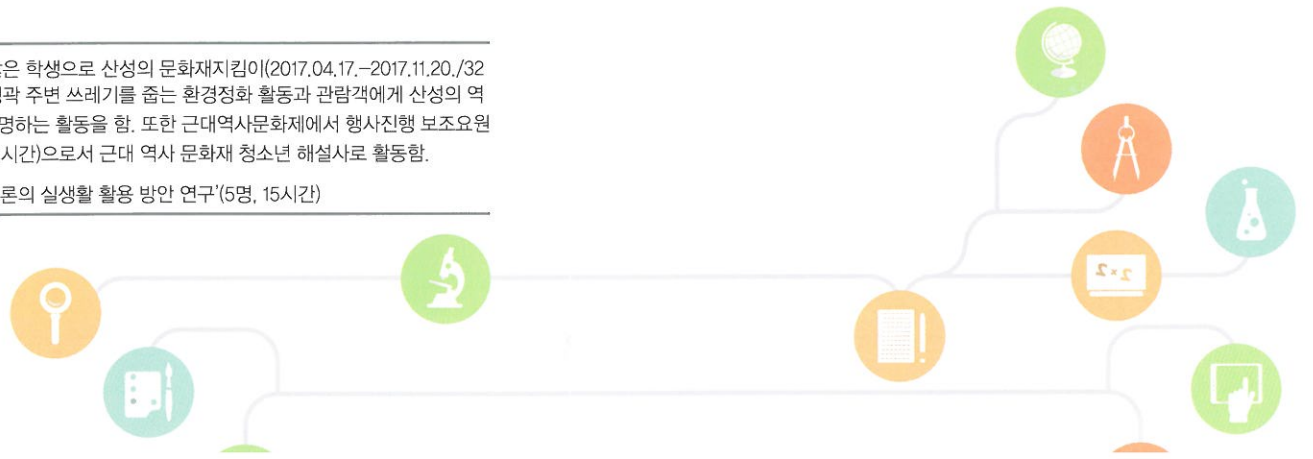 은 학생으로 산성의 문화재지킴이(2017.04.17.-2017.11.20./32
곽 주변 쓰레기를 줍는 환경정화 활동과 관람객에게 산성의 역
명하는 활동을 함. 또한 근대역사문화제에서 행사진행 보조요원
시간)으로서 근대 역사 문화재 청소년 해설사로 활동함.
론의 실생활 활용 방안 연구'(5명, 15시간)
2×2